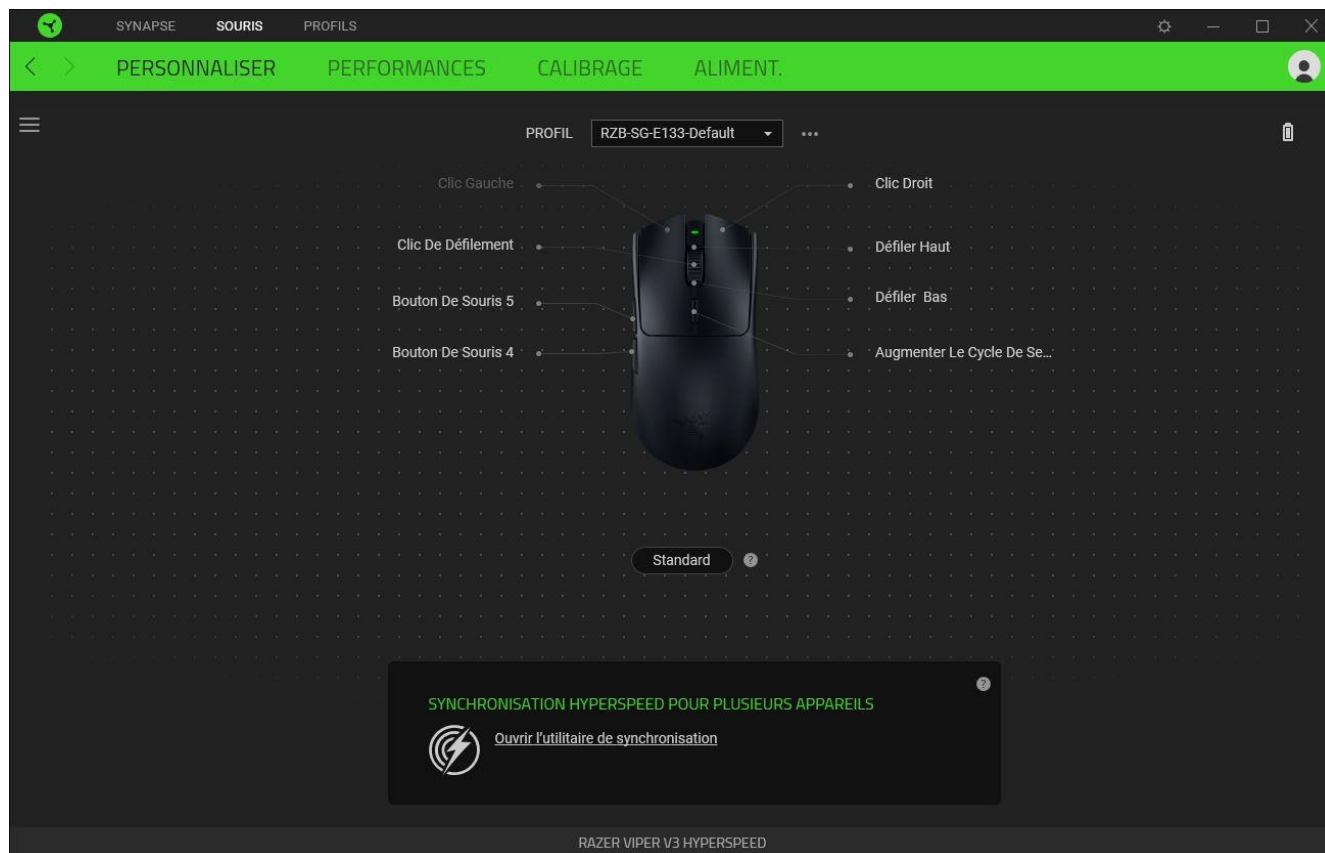 SYNAPSE SOURIS PROFILS
PERSONNALISER PERFORMANCES CALIBRAGE ALIMENT.
PROFIL RZB-SG-E133-Default
Clic Gauche Clic Droit
Clic De Défilement Défiler Haut
Bouton De Souris 5 Défiler Bas
Bouton De Souris 4 Augmenter Le Cycle De Se...
Standard ?
?
SYNCHRONISATION HYPERSPEED POUR PLUSIEURS APPAREILS
Ouvrir l'utilitaire de synchronisation
RAZER VIPER V3 HYPERSPEED